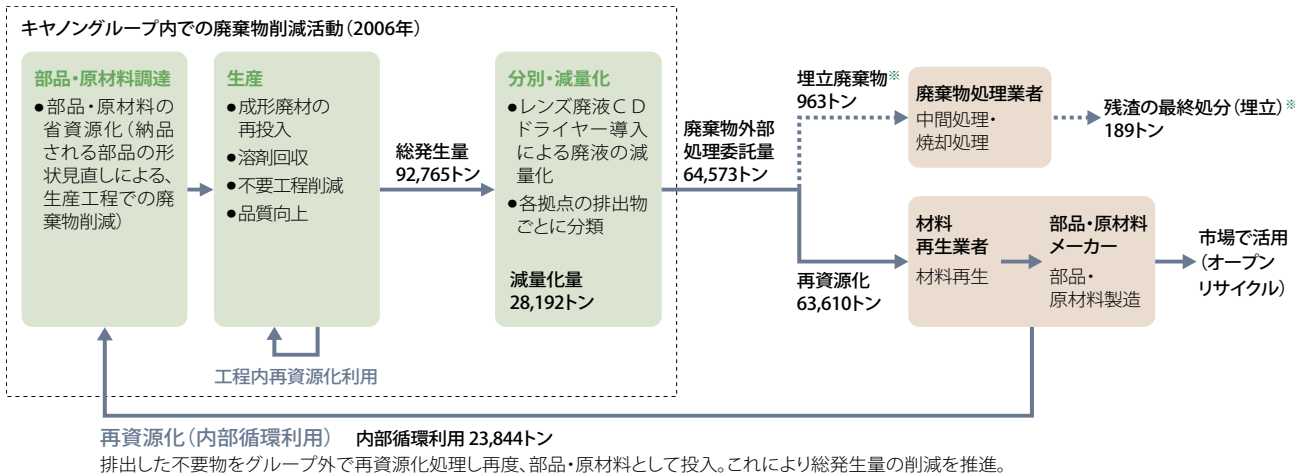 キヤノングループ内での廃棄物削減活動(2006年)
部品・原材料調達
●部品・原材料の
省資源化(納品
される部品の形
状見直しによる、
生産工程での廃
棄物削減)
生産
●成形廃材の
再投入
●溶剤回収
●不要工程削減
●品質向上
工程内再資源化利用
総発生量
92,765トン
分別・減量化
●レンズ廃液CD
ドライヤー導入
による廃液の減
量化
●各拠点の排出物
ごとに分類
減量化量
28,192トン
廃棄物外部
処理委託量
64,573トン
埋立廃棄物※
963トン
廃棄物処理業者
中間処理・
焼却処理
残渣の最終処分(埋立)※
189トン
再資源化
63,610トン
材料
再生業者
材料再生
部品・原材料
メーカー
部品・
原材料製造
市場で活用
(オープン
リサイクル)
再資源化(内部循環利用) 内部循環利用 23,844トン
排出した不要物をグループ外で再資源化処理し再度、部品・原材料として投入。これにより総発生量の削減を推進。